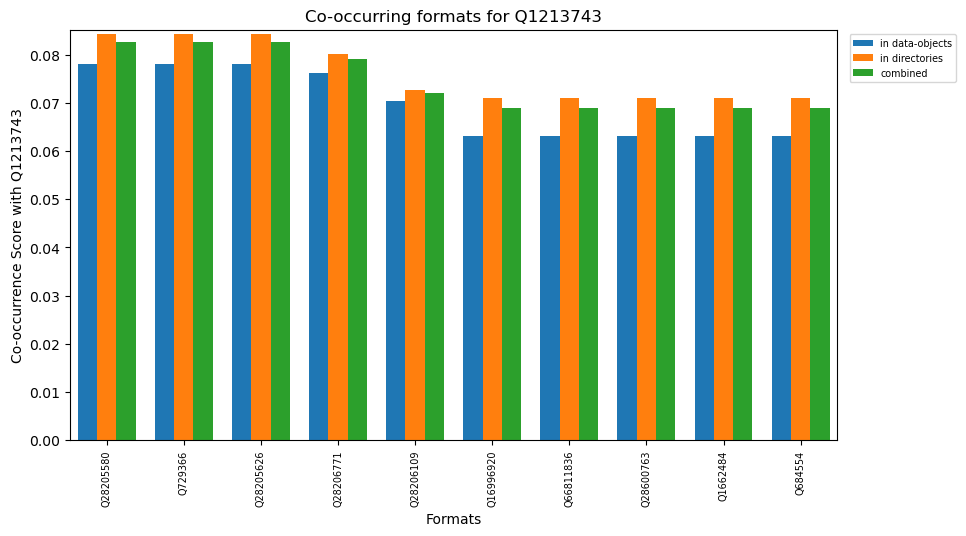 Co-occurring formats for Q1213743
Co-occurrence Score with Q1213743
0.08
0.07
0.06
0.05
0.04
0.03
0.02
0.01
0.00
Q28205580
Q729366
Q28205626
Q28206771
Q28206109
Q16996920
Q66811836
Q28600763
Q1662484
Q684554
Formats
in data-objects
in directories
combined